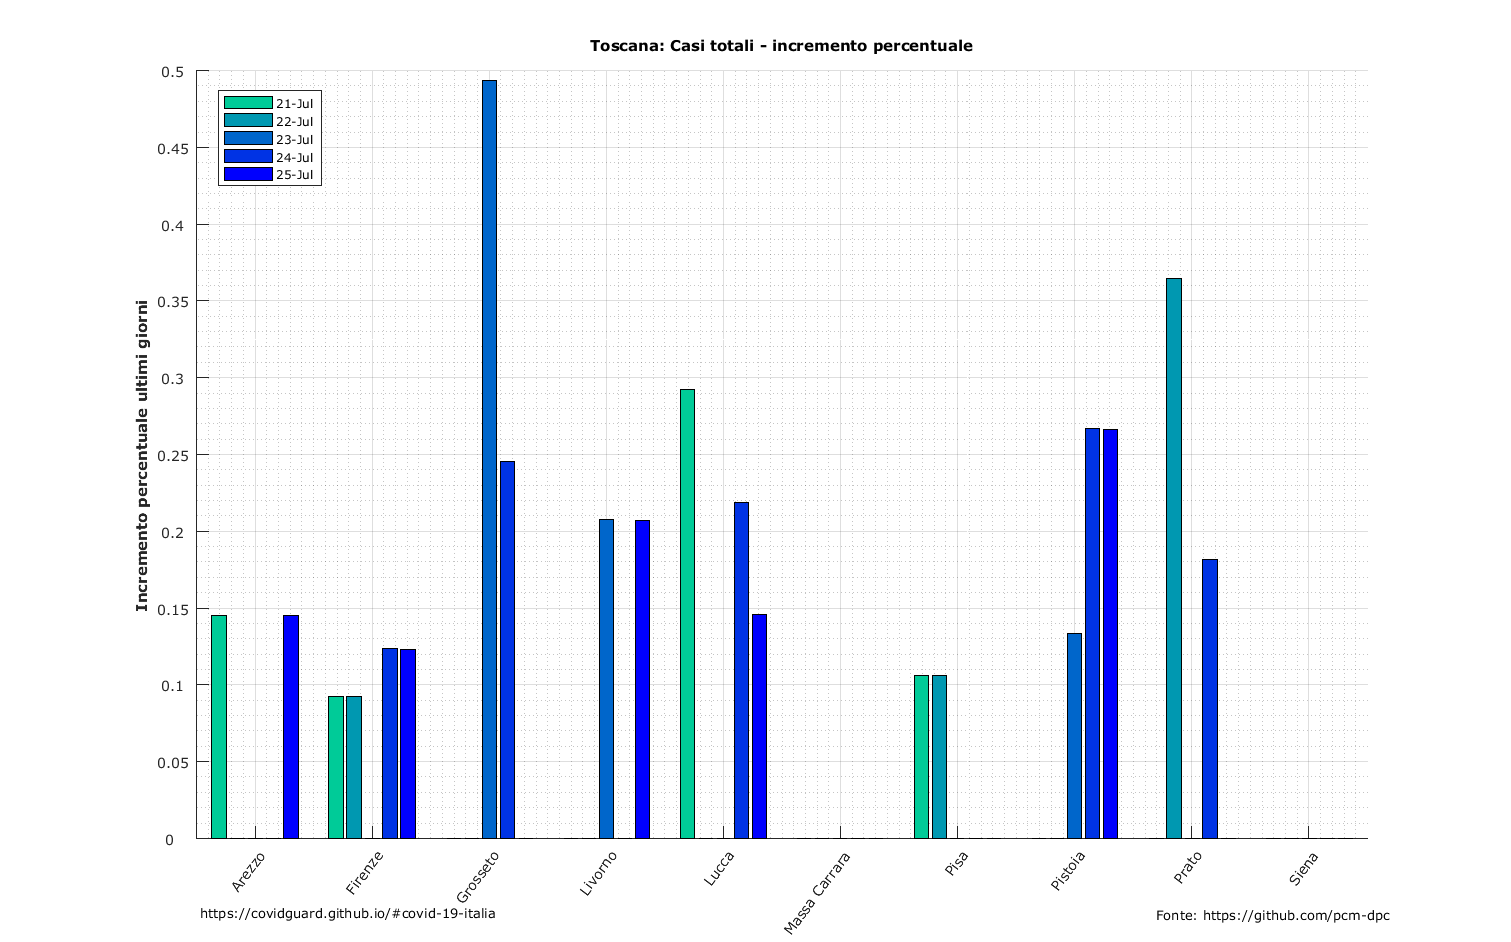 Toscana: Casi totali - incremento percentuale
Incremento percentuale ultimi giorni
0.5
0.45
0.4
0.35
0.3
0.25
0.2
0.15
0.1
0.05
0
21-Jul
22-Jul
23-Jul
24-Jul
25-Jul
Arezzo
Firenze
Grosseto
Livorno
Lucca
Massa Carrara
Pisa
Pistoia
Prato
Siena
https://covidguard.github.io/#covid-19-italia
Fonte: https://github.com/pcm-dpc